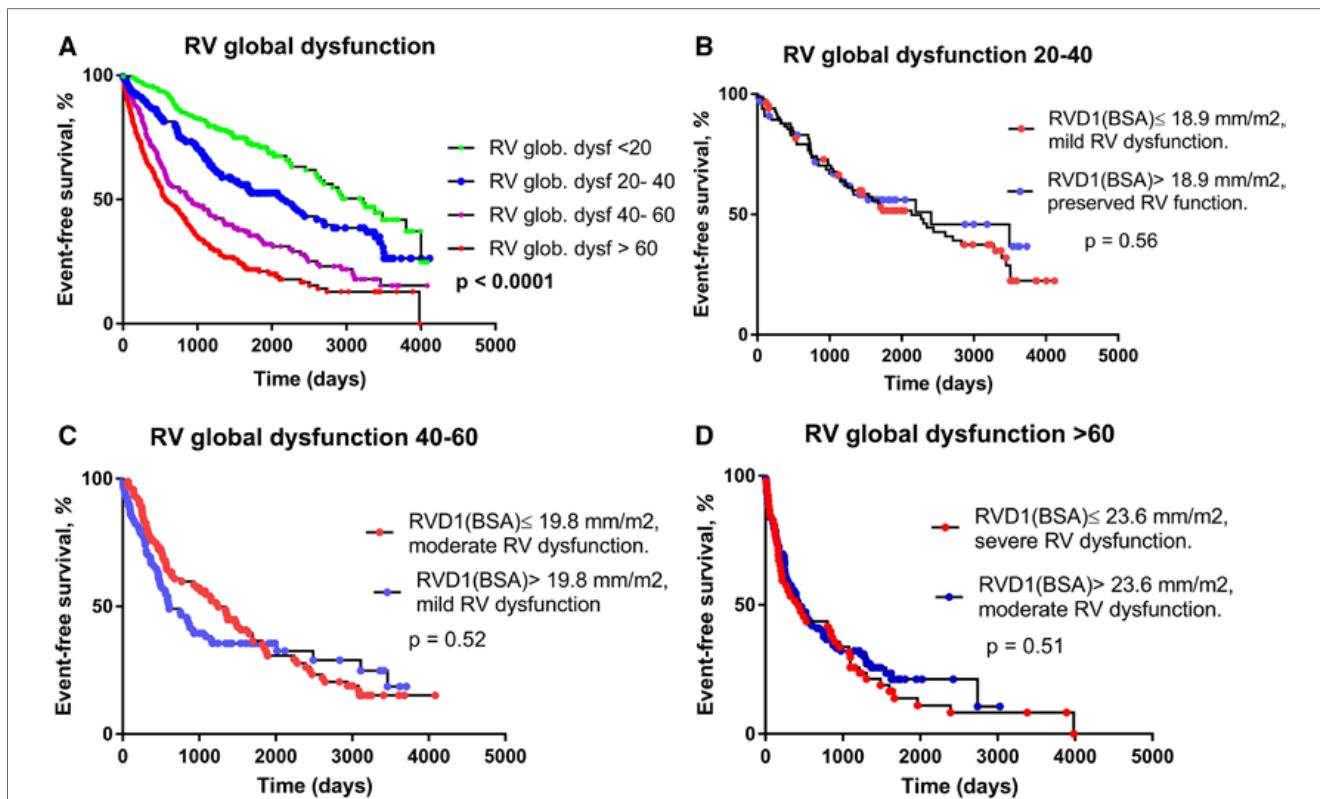 A
RV global dysfunction
Event-free survival, %
100
50
0
0 1000 2000 3000 4000 5000
Time (days)
RV glob. dysf <20
RV glob. dysf 20- 40
RV glob. dysf 40- 60
RV glob. dysf > 60
p < 0.0001
B
RV global dysfunction 20-40
Event-free survival, %
100
50
0
0 1000 2000 3000 4000 5000
Time (days)
RVD1(BSA)≤ 18.9 mm/m2,
mild RV dysfunction.
RVD1(BSA)> 18.9 mm/m2,
preserved RV function.
p = 0.56
C
RV global dysfunction 40-60
Event-free survival, %
100
50
0
0 1000 2000 3000 4000 5000
Time (days)
RVD1(BSA)≤ 19.8 mm/m2,
moderate RV dysfunction.
RVD1(BSA)> 19.8 mm/m2,
mild RV dysfunction
p = 0.52
D
RV global dysfunction >60
Event-free survival, %
100
50
0
0 1000 2000 3000 4000 5000
Time (days)
RVD1(BSA)≤ 23.6 mm/m2,
severe RV dysfunction.
RVD1(BSA)> 23.6 mm/m2,
moderate RV dysfunction.
p = 0.51